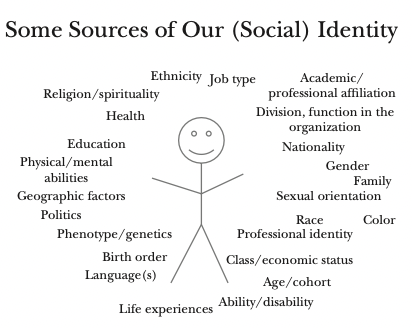 Some Sources of Our (Social) Identity
Ethnicity
Job type
Academic/
professional affiliation
Religion/spirituality
Health
Division, function in the
organization
Education
Nationality
Physical/mental
abilities
Gender
Family
Geographic factors
Sexual orientation
Politics
Race
Color
Phenotype/genetics
Professional identity
Birth order
Class/economic status
Language(s)
Age/cohort
Life experiences
Ability/disability